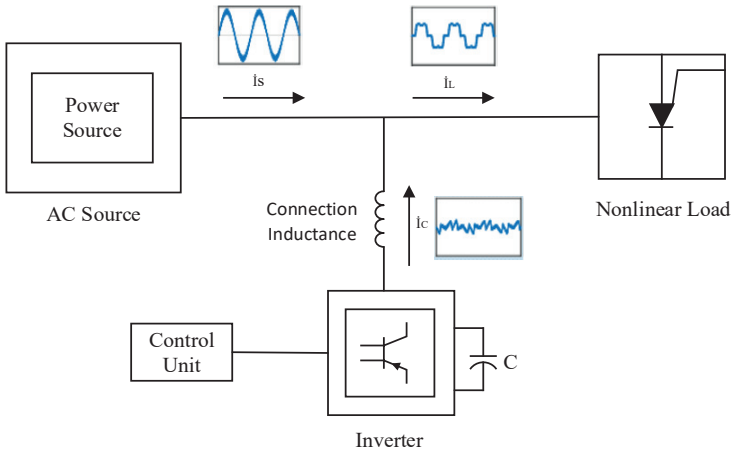 is
iL
Power
Source
AC Source
Connection
Inductance
iC
Nonlinear Load
Control
Unit
C
Inverter